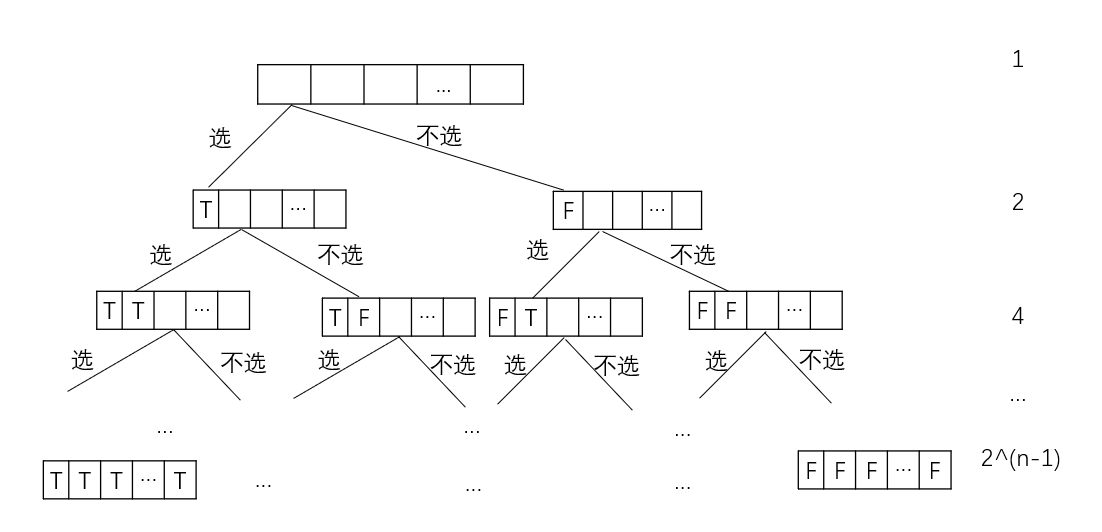 1
...
选 不选
T ... F ... 2
选 不选 选 不选
T T ... T F ... F T ... F F ... 4
选 不选 选 不选 选 不选 选 不选
...
... ... ...
T T T ... T ... ... ... F F F ... F 2^(n-1)